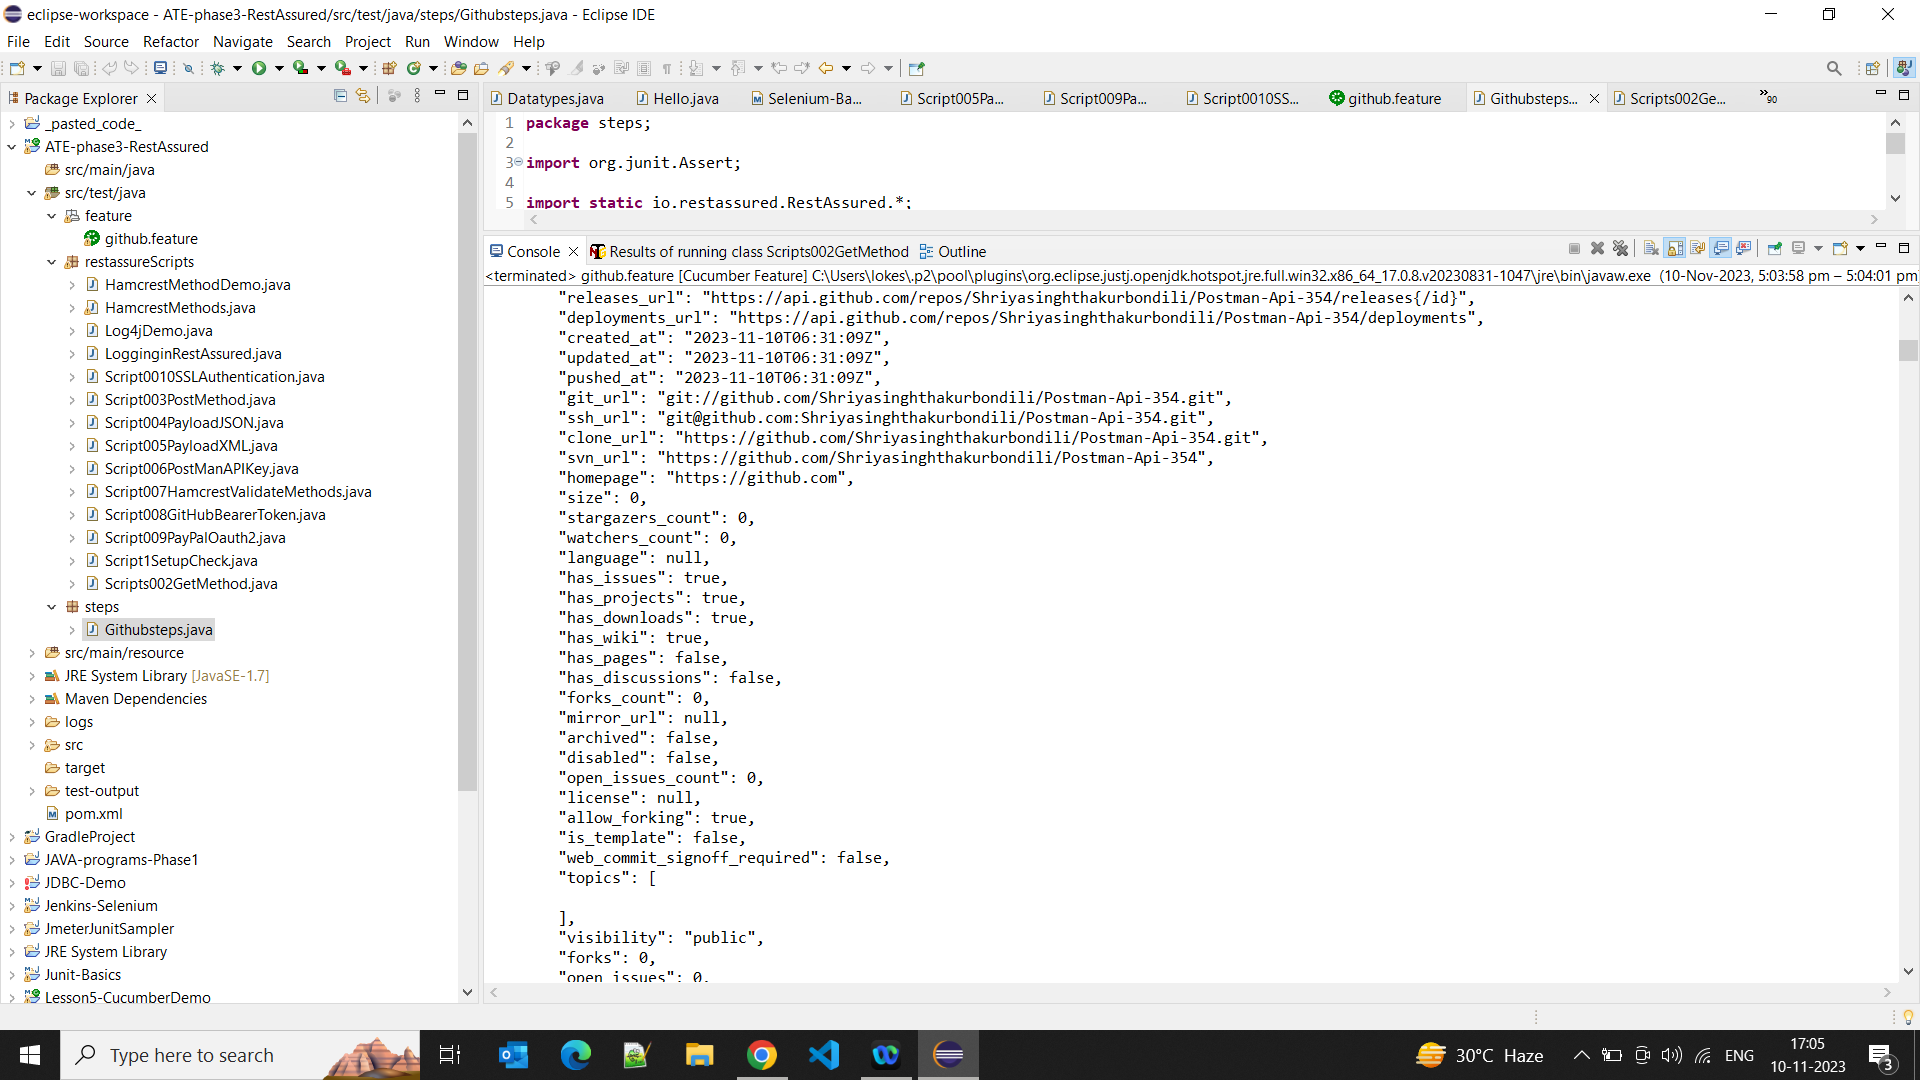 eclipse-workspace - ATE-phase3-RestAssured/src/test/java/steps/Githubsteps.java - Eclipse IDE
File Edit Source Refactor Navigate Search Project Run Window Help
Package Explorer
_pasted_code_
ATE-phase3-RestAssured
src/main/java
src/test/java
feature
github.feature
restassureScripts
HamcrestMethodDemo.java
HamcrestMethods.java
Log4jDemo.java
LogginginRestAssured.java
Script0010SSLAuthentication.java
Script003PostMethod.java
Script004PayloadJSON.java
Script005PayloadXML.java
Script006PostManAPIKey.java
Script007HamcrestValidateMethods.java
Script008GitHubBearerToken.java
Script009PayPalOauth2.java
Script1SetupCheck.java
Scripts002GetMethod.java
steps
Githubsteps.java
src/main/resource
JRE System Library [JavaSE-1.7]
Maven Dependencies
logs
src
target
test-output
pom.xml
GradleProject
JAVA-programs-Phase1
JDBC-Demo
Jenkins-Selenium
JmeterJunitSampler
JRE System Library
Junit-Basics
Lesson5-CucumberDemo
Datatypes.java Hello.java Selenium-Ba... Script005Pa... Script009Pa... Script0010SS... github.feature Githubsteps... Scripts002Ge... »90
1 package steps;
2
3 import org.junit.Assert;
4
5 import static io.restassured.RestAssured.*;
Console Results of running class Scripts002GetMethod Outline
<terminated> github.feature [Cucumber Feature] C:\Users\lokes\.p2\pool\plugins\org.eclipse.justj.openjdk.hotspot.jre.full.win32.x86_64_17.0.8.v20230831-1047\jre\bin\javaw.exe (10-Nov-2023, 5:03:58 pm – 5:04:01 pm
"releases_url": "https://api.github.com/repos/Shriyasinghthakurbondili/Postman-Api-354/releases{/id}",
"deployments_url": "https://api.github.com/repos/Shriyasinghthakurbondili/Postman-Api-354/deployments",
"created_at": "2023-11-10T06:31:09Z",
"updated_at": "2023-11-10T06:31:09Z",
"pushed_at": "2023-11-10T06:31:09Z",
"git_url": "git://github.com/Shriyasinghthakurbondili/Postman-Api-354.git",
"ssh_url": "git@github.com:Shriyasinghthakurbondili/Postman-Api-354.git",
"clone_url": "https://github.com/Shriyasinghthakurbondili/Postman-Api-354.git",
"svn_url": "https://github.com/Shriyasinghthakurbondili/Postman-Api-354",
"homepage": "https://github.com",
"size": 0,
"stargazers_count": 0,
"watchers_count": 0,
"language": null,
"has_issues": true,
"has_projects": true,
"has_downloads": true,
"has_wiki": true,
"has_pages": false,
"has_discussions": false,
"forks_count": 0,
"mirror_url": null,
"archived": false,
"disabled": false,
"open_issues_count": 0,
"license": null,
"allow_forking": true,
"is_template": false,
"web_commit_signoff_required": false,
"topics": [
],
"visibility": "public",
"forks": 0,
"open_issues": 0,
Type here to search
30°C Haze
ENG
17:05
10-11-2023
3